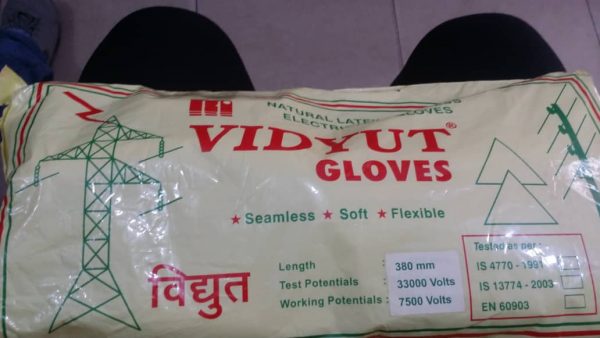 NATURAL LATEX
GLOVES
ELECTRI
VIDYUT®
GLOVES
★ Seamless ★ Soft ★ Flexible
विद्युत
Length : 380 mm
Test Potentials : 33000 Volts
Working Potentials : 7500 Volts
Tested as per :
IS 4770 - 1991
IS 13774 - 2003
EN 60903